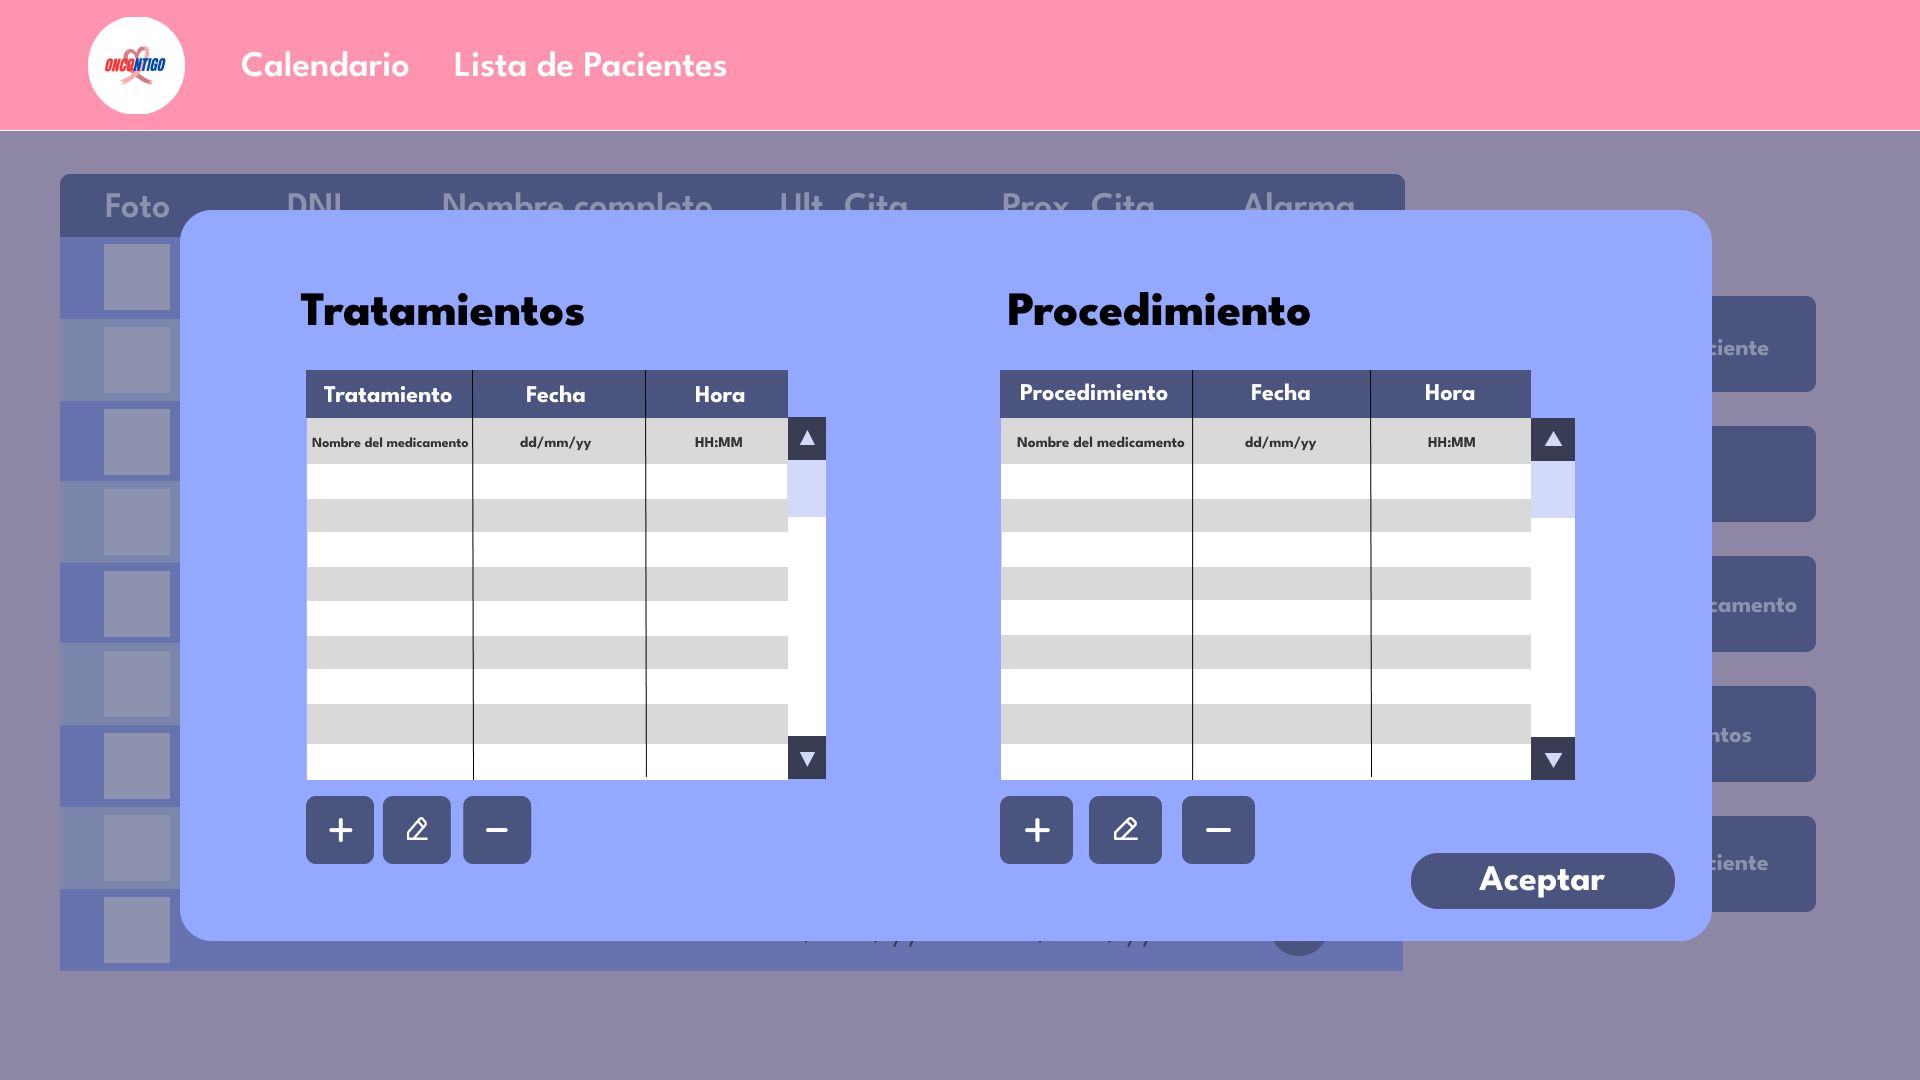 ONCONTIGO
Calendario Lista de Pacientes
Foto DNI Nombre completo Ult. Cita Prox. Cita Alarma
Tratamientos
Tratamiento Fecha Hora
Nombre del medicamento dd/mm/yy HH:MM
Procedimiento
Procedimiento Fecha Hora
Nombre del medicamento dd/mm/yy HH:MM
Aceptar
ciente
camento
ntos
ciente